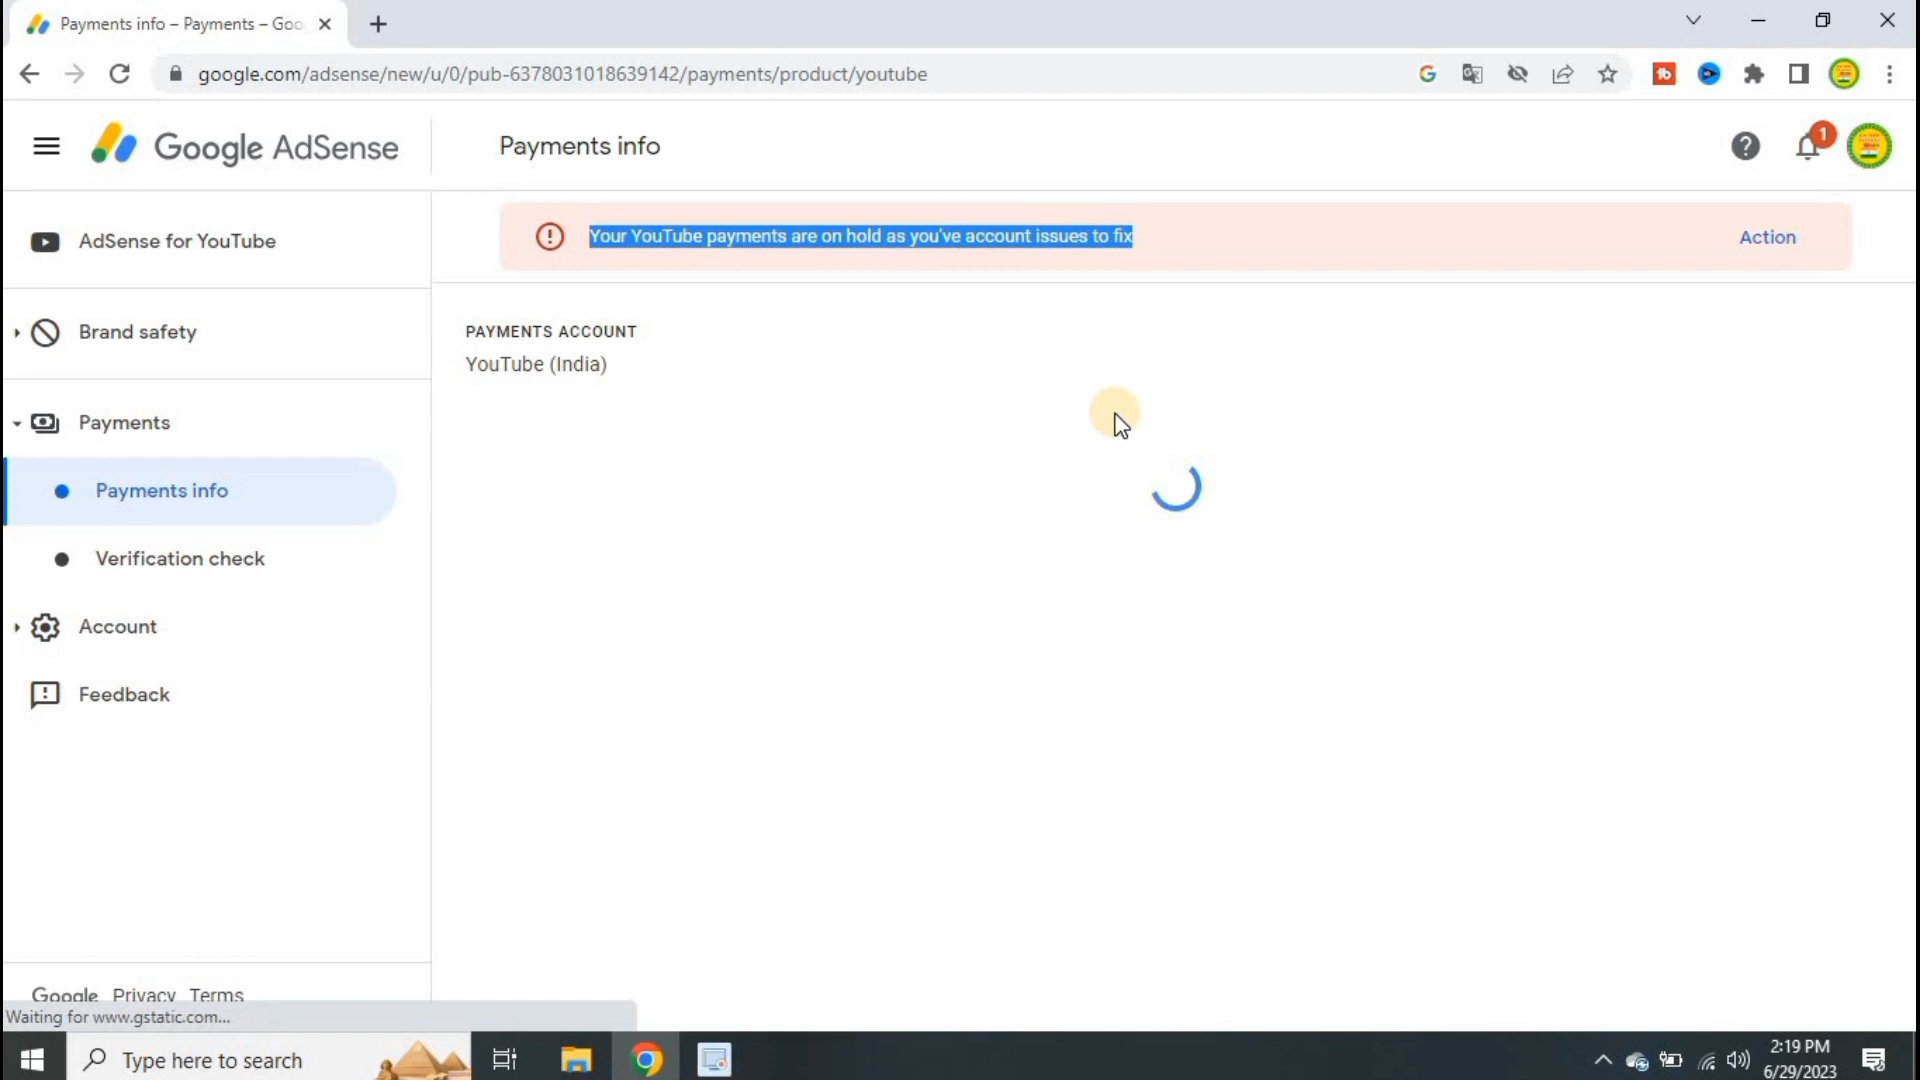 Payments info – Payments – Goo
google.com/adsense/new/u/0/pub-6378031018639142/payments/product/youtube
Google AdSense
Payments info
1
AdSense for YouTube
Your YouTube payments are on hold as you've account issues to fix
Action
Brand safety
PAYMENTS ACCOUNT
YouTube (India)
Payments
Payments info
Verification check
Account
Feedback
Google Privacy Terms
Waiting for www.gstatic.com...
Type here to search
2:19 PM
6/29/2023